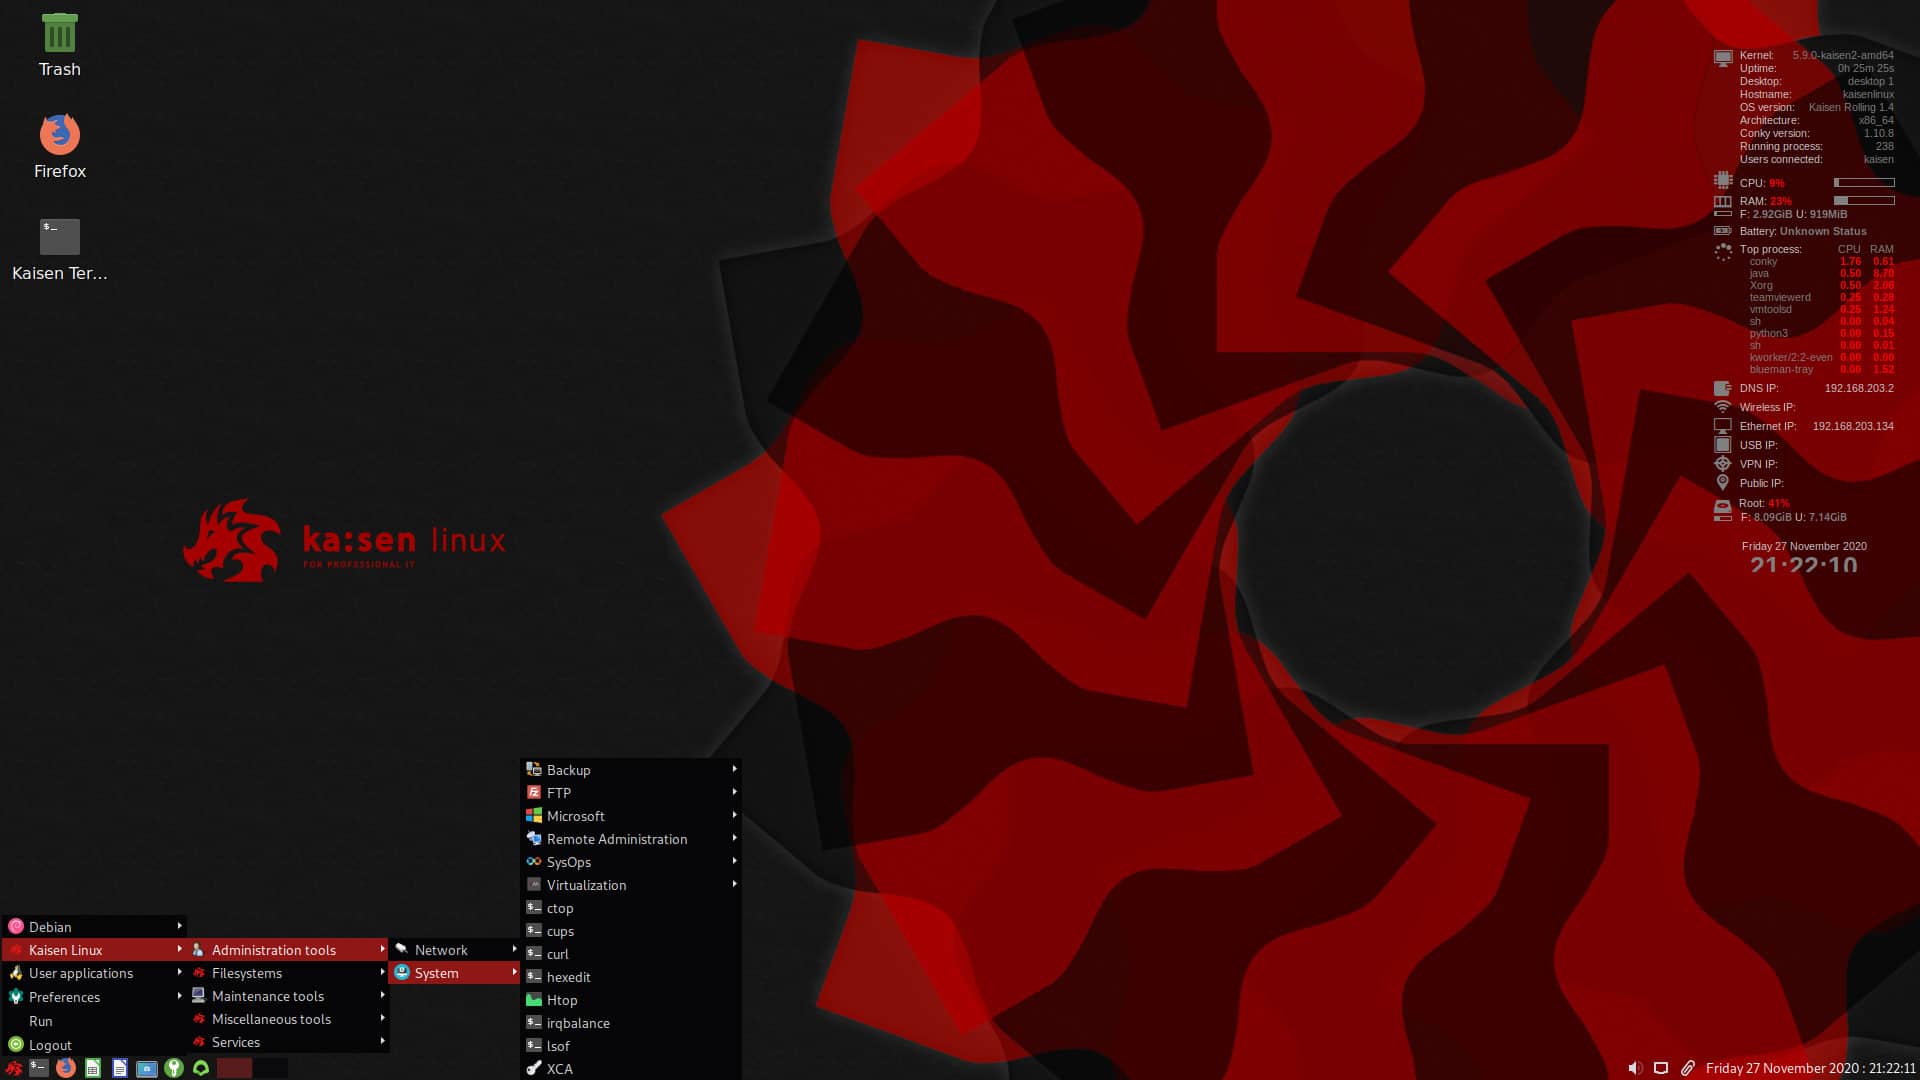 Trash
Firefox
Kaisen Ter...
ka:sen linux
FOR PROFESSIONAL IT
Kernel: 5.9.0-kaisen2-amd64
Uptime: 0h 25m 25s
Desktop: desktop 1
Hostname: kaisenlinux
OS version: Kaisen Rolling 1.4
Architecture: x86_64
Conky version: 1.10.8
Running process: 238
Users connected: kaisen
CPU: 9%
RAM: 23%
F: 2.92GiB U: 919MiB
Battery: Unknown Status
Top process: CPU RAM
conky 1.76 0.61
java 0.50 8.70
Xorg 0.50 2.08
teamviewerd 0.25 0.28
vmtoolsd 0.25 1.24
sh 0.00 0.04
python3 0.00 0.15
sh 0.00 0.01
kworker/2:2-even 0.00 0.00
blueman-tray 0.00 1.52
DNS IP: 192.168.203.2
Wireless IP:
Ethernet IP: 192.168.203.134
USB IP:
VPN IP:
Public IP:
Root: 41%
F: 8.09GiB U: 7.14GiB
Friday 27 November 2020
21:22:10
Debian
Kaisen Linux
User applications
Preferences
Run
Logout
Administration tools
Filesystems
Maintenance tools
Miscellaneous tools
Services
Network
System
Backup
FTP
Microsoft
Remote Administration
SysOps
Virtualization
ctop
cups
curl
hexedit
Htop
irqbalance
lsof
XCA
Friday 27 November 2020 : 21:22:11